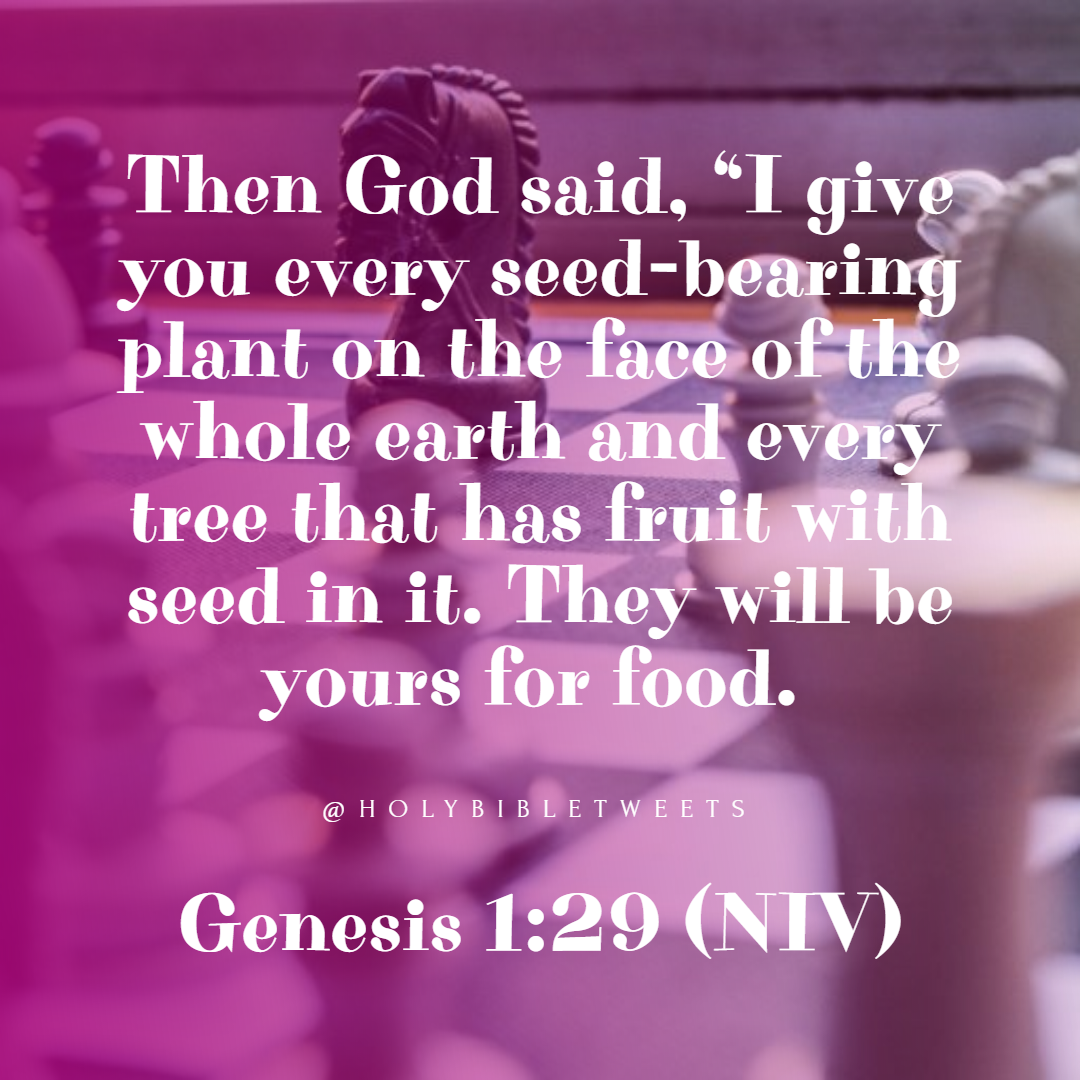 Then God said, “I give
you every seed-bearing
plant on the face of the
whole earth and every
tree that has fruit with
seed in it. They will be
yours for food.
@HOLYBIBLETWEETS
Genesis 1:29 (NIV)